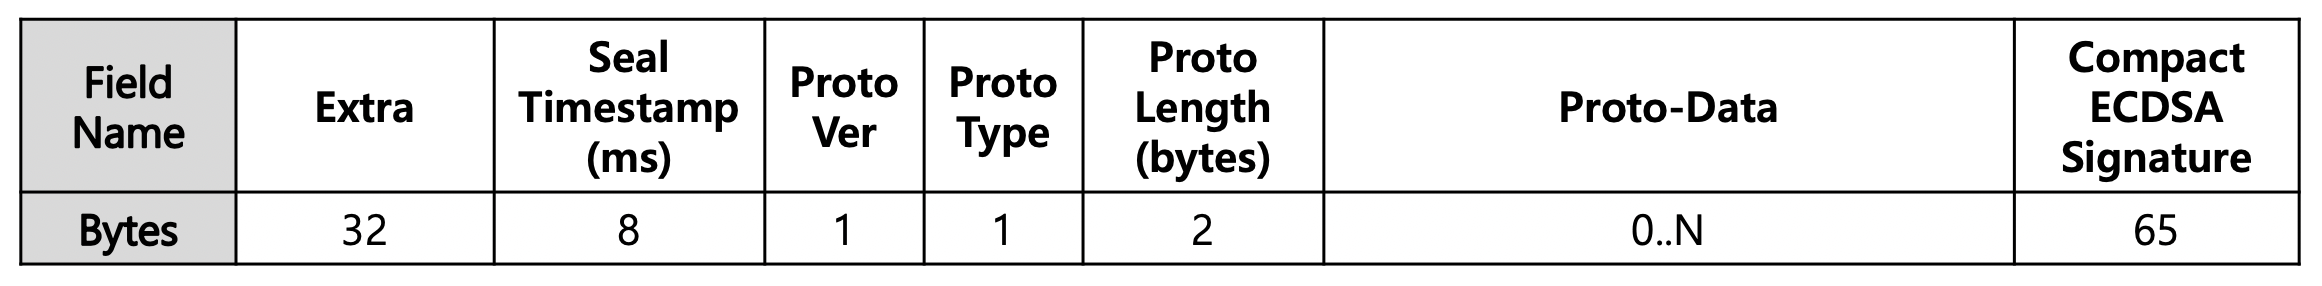 Field
Name
Extra
Seal
Timestamp
(ms)
Proto
Ver
Proto
Type
Proto
Length
(bytes)
Proto-Data
Compact
ECDSA
Signature
Bytes
32
8
1
1
2
0..N
65